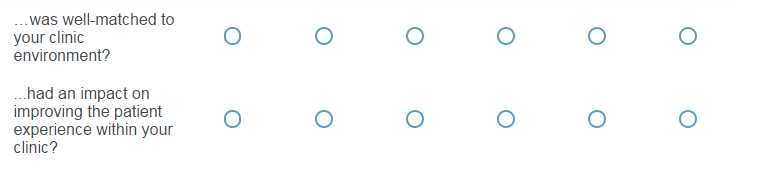 ...was well-matched to
your clinic
environment?
...had an impact on
improving the patient
experience within your
clinic?